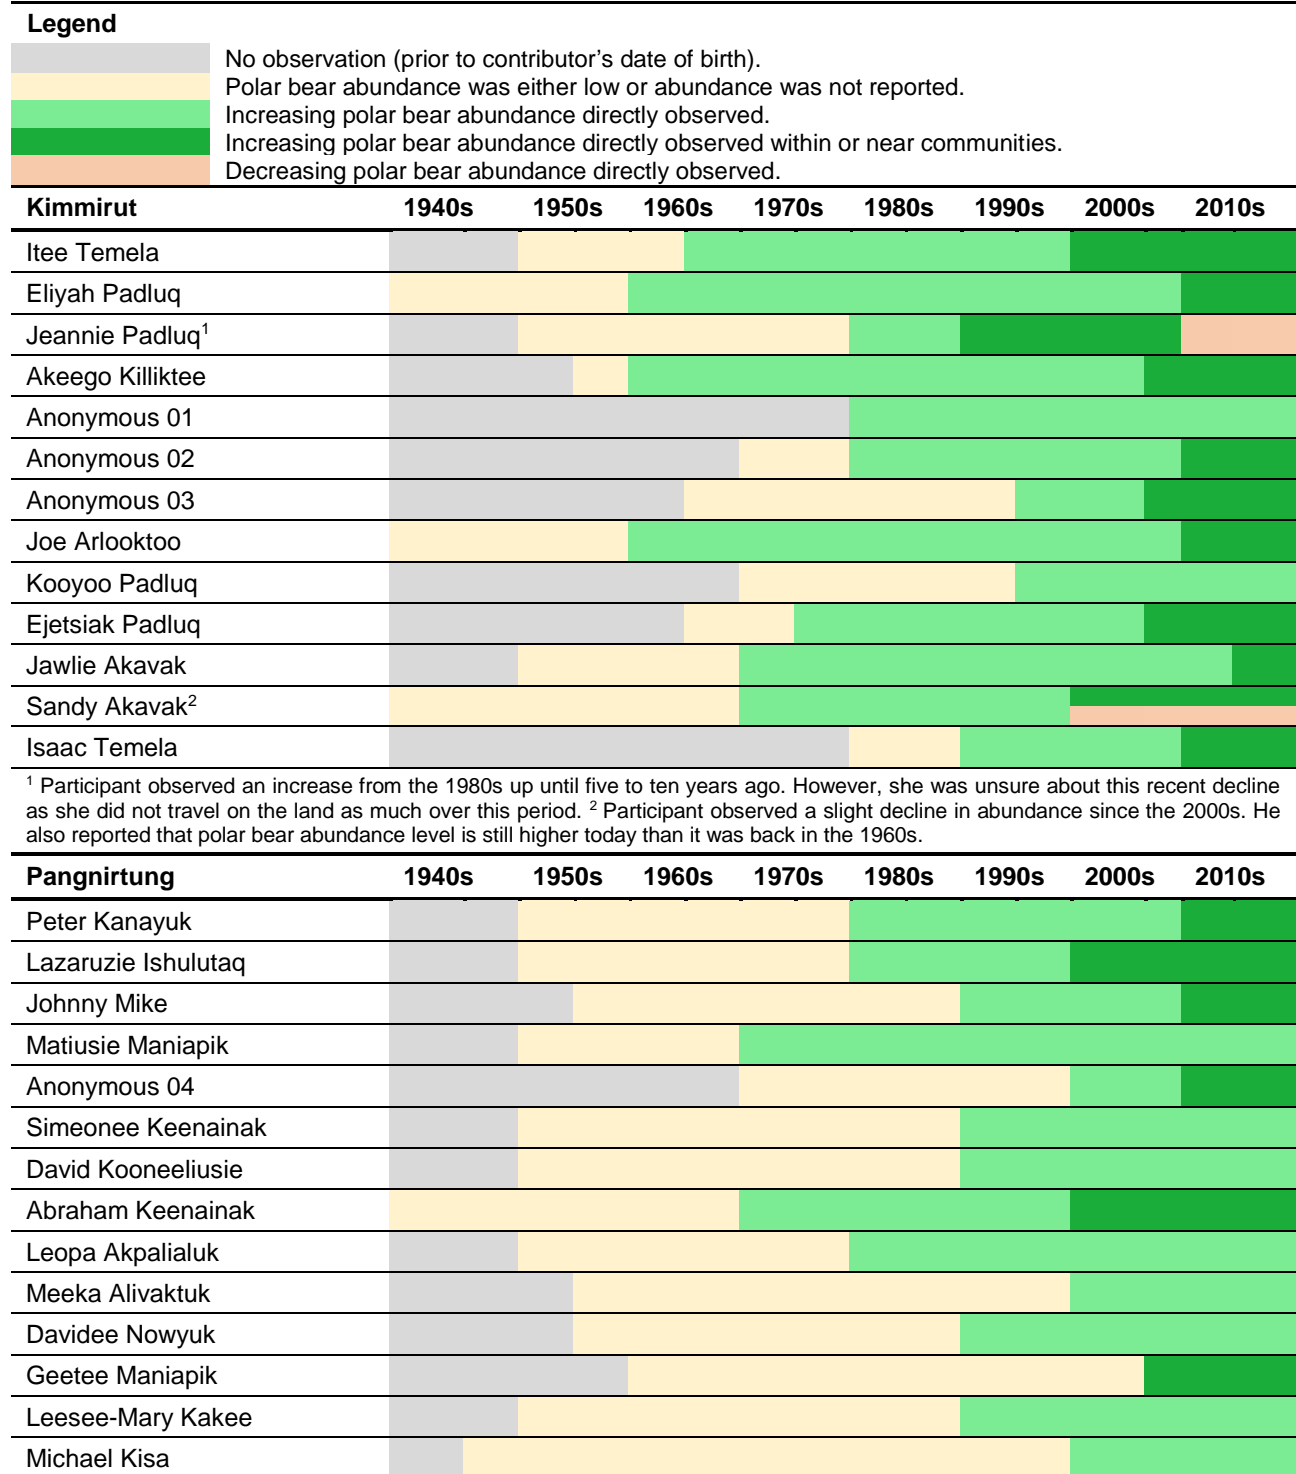 Legend
No observation (prior to contributor's date of birth).
Polar bear abundance was either low or abundance was not reported.
Increasing polar bear abundance directly observed.
Increasing polar bear abundance directly observed within or near communities.
Decreasing polar bear abundance directly observed.
Kimmirut 1940s 1950s 1960s 1970s 1980s 1990s 2000s 2010s
Itee Temela
Eliyah Padluq
Jeannie Padluq¹
Akeego Killiktee
Anonymous 01
Anonymous 02
Anonymous 03
Joe Arlooktoo
Kooyoo Padluq
Ejetsiak Padluq
Jawlie Akavak
Sandy Akavak²
Isaac Temela
¹ Participant observed an increase from the 1980s up until five to ten years ago. However, she was unsure about this recent decline
as she did not travel on the land as much over this period. ² Participant observed a slight decline in abundance since the 2000s. He
also reported that polar bear abundance level is still higher today than it was back in the 1960s.
Pangnirtung 1940s 1950s 1960s 1970s 1980s 1990s 2000s 2010s
Peter Kanayuk
Lazaruzie Ishulutaq
Johnny Mike
Matiusie Maniapik
Anonymous 04
Simeonee Keenainak
David Kooneeliusie
Abraham Keenainak
Leopa Akpalialuk
Meeka Alivaktuk
Davidee Nowyuk
Geetee Maniapik
Leesee-Mary Kakee
Michael Kisa